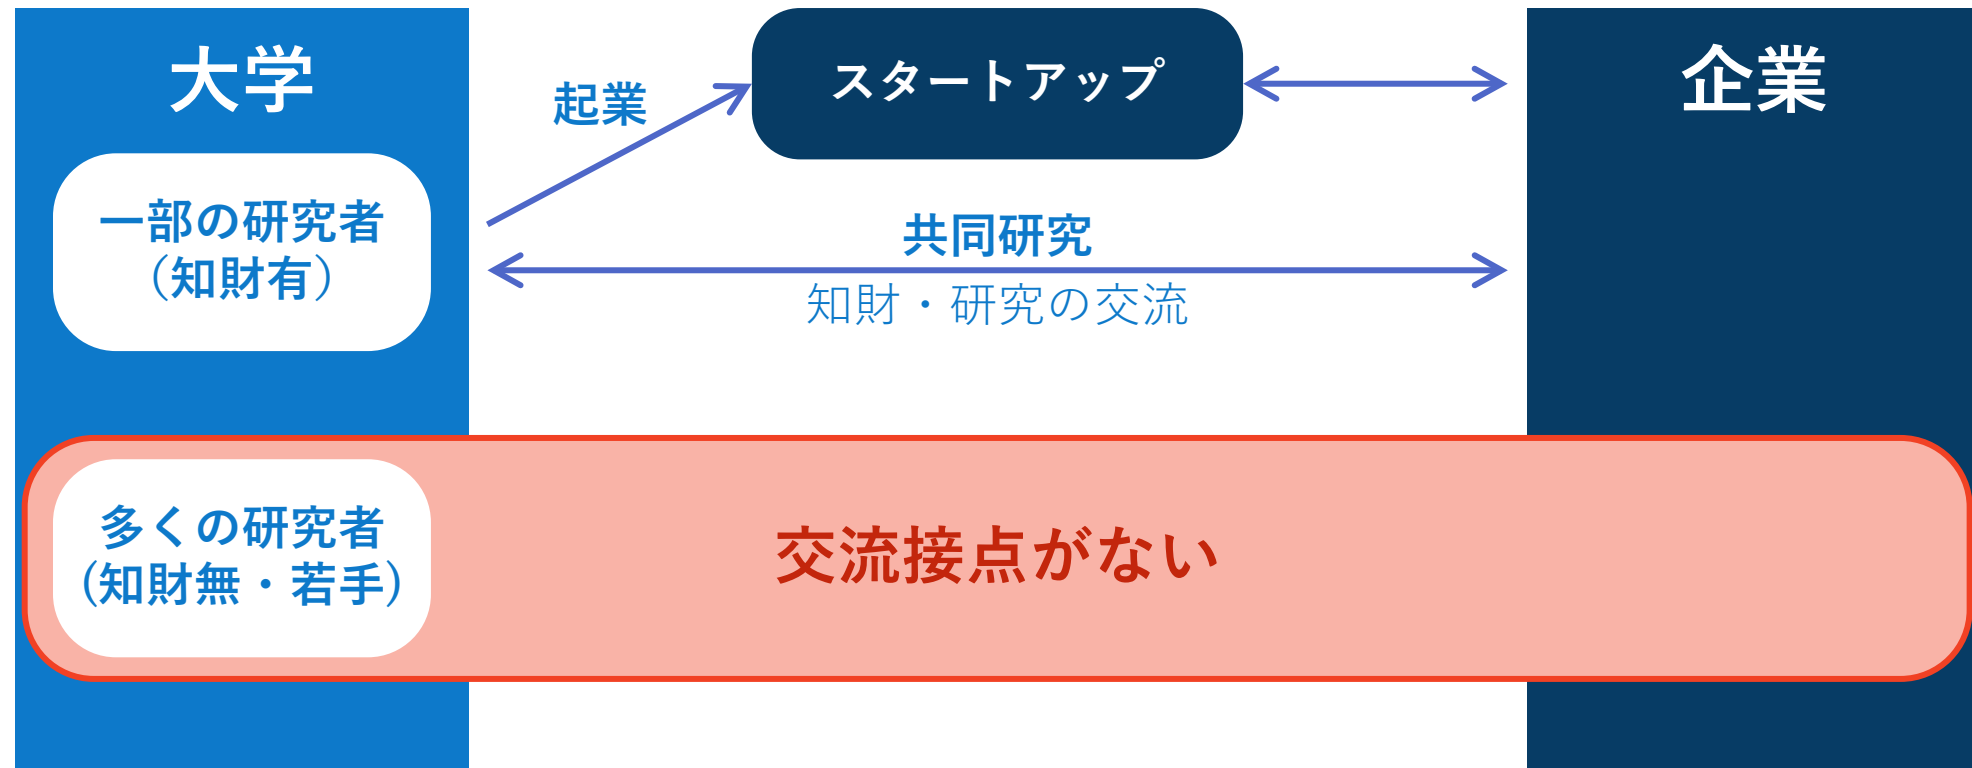 大学
起業
スタートアップ
企業
一部の研究者
（知財有）
共同研究
知財・研究の交流
多くの研究者
（知財無・若手）
交流接点がない